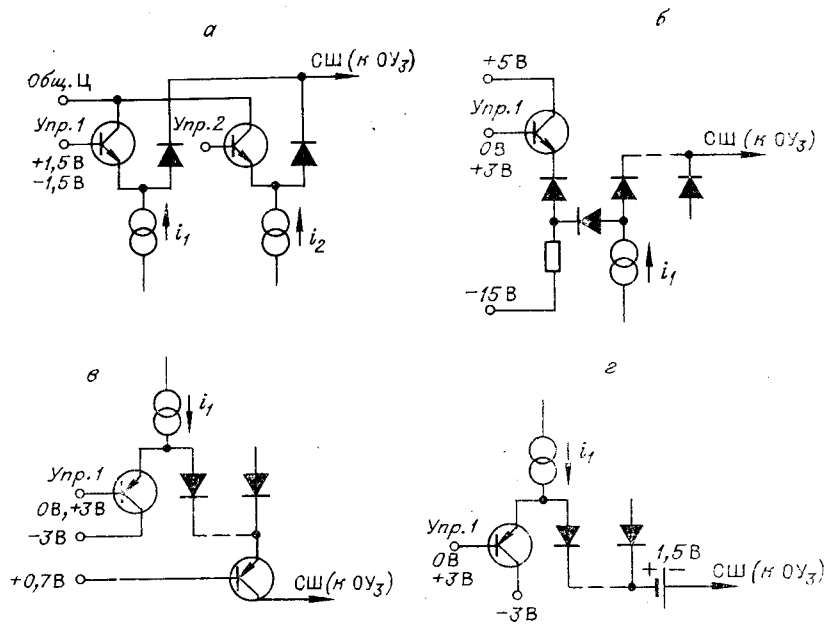 а
СШ (к ОУ₃)
Общ. Ц
Упр. 1
+1,5 В
-1,5 В
Упр. 2
i₁
i₂
б
+5 В
Упр. 1
0 В
+3 В
СШ (к ОУ₃)
i₁
-15 В
в
i₁
Упр. 1
0 В, +3 В
-3 В
+0,7 В
СШ (к ОУ₃)
г
i₁
Упр. 1
0 В
+3 В
-3 В
1,5 В
+ −
СШ (к ОУ₃)